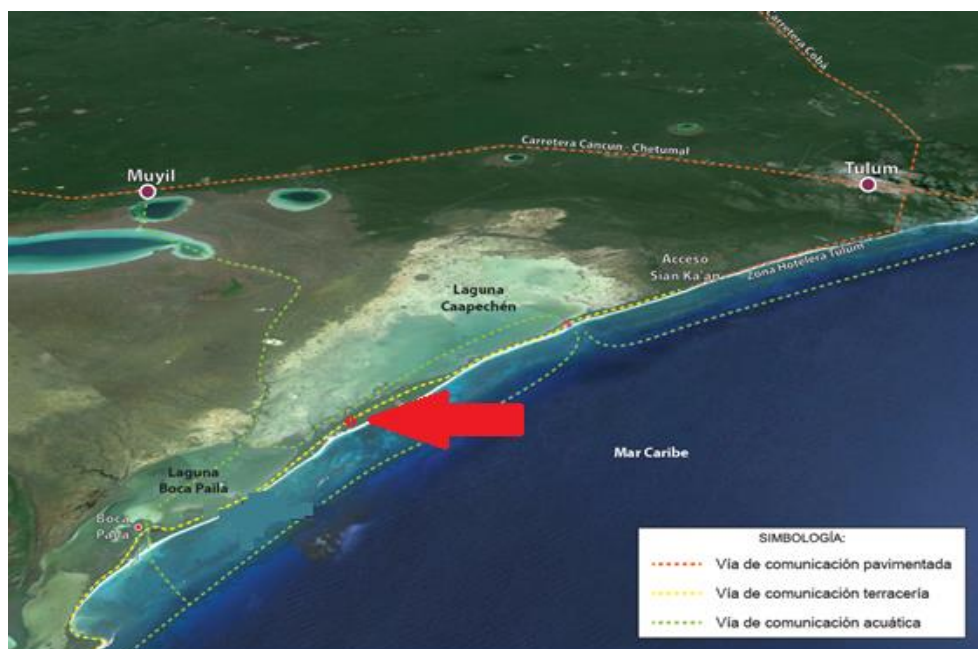 Carretera Cobá
Carretera Cancun - Chetumal
Muyil
Tulum
Acceso
Sian Ka'an
Zona Hotelera Tulum
Laguna
Caapechén
Mar Caribe
Laguna
Boca Paila
Boca
SIMBOLOGÍA:
Vía de comunicación pavimentada
Vía de comunicación terracería
Vía de comunicación acuática